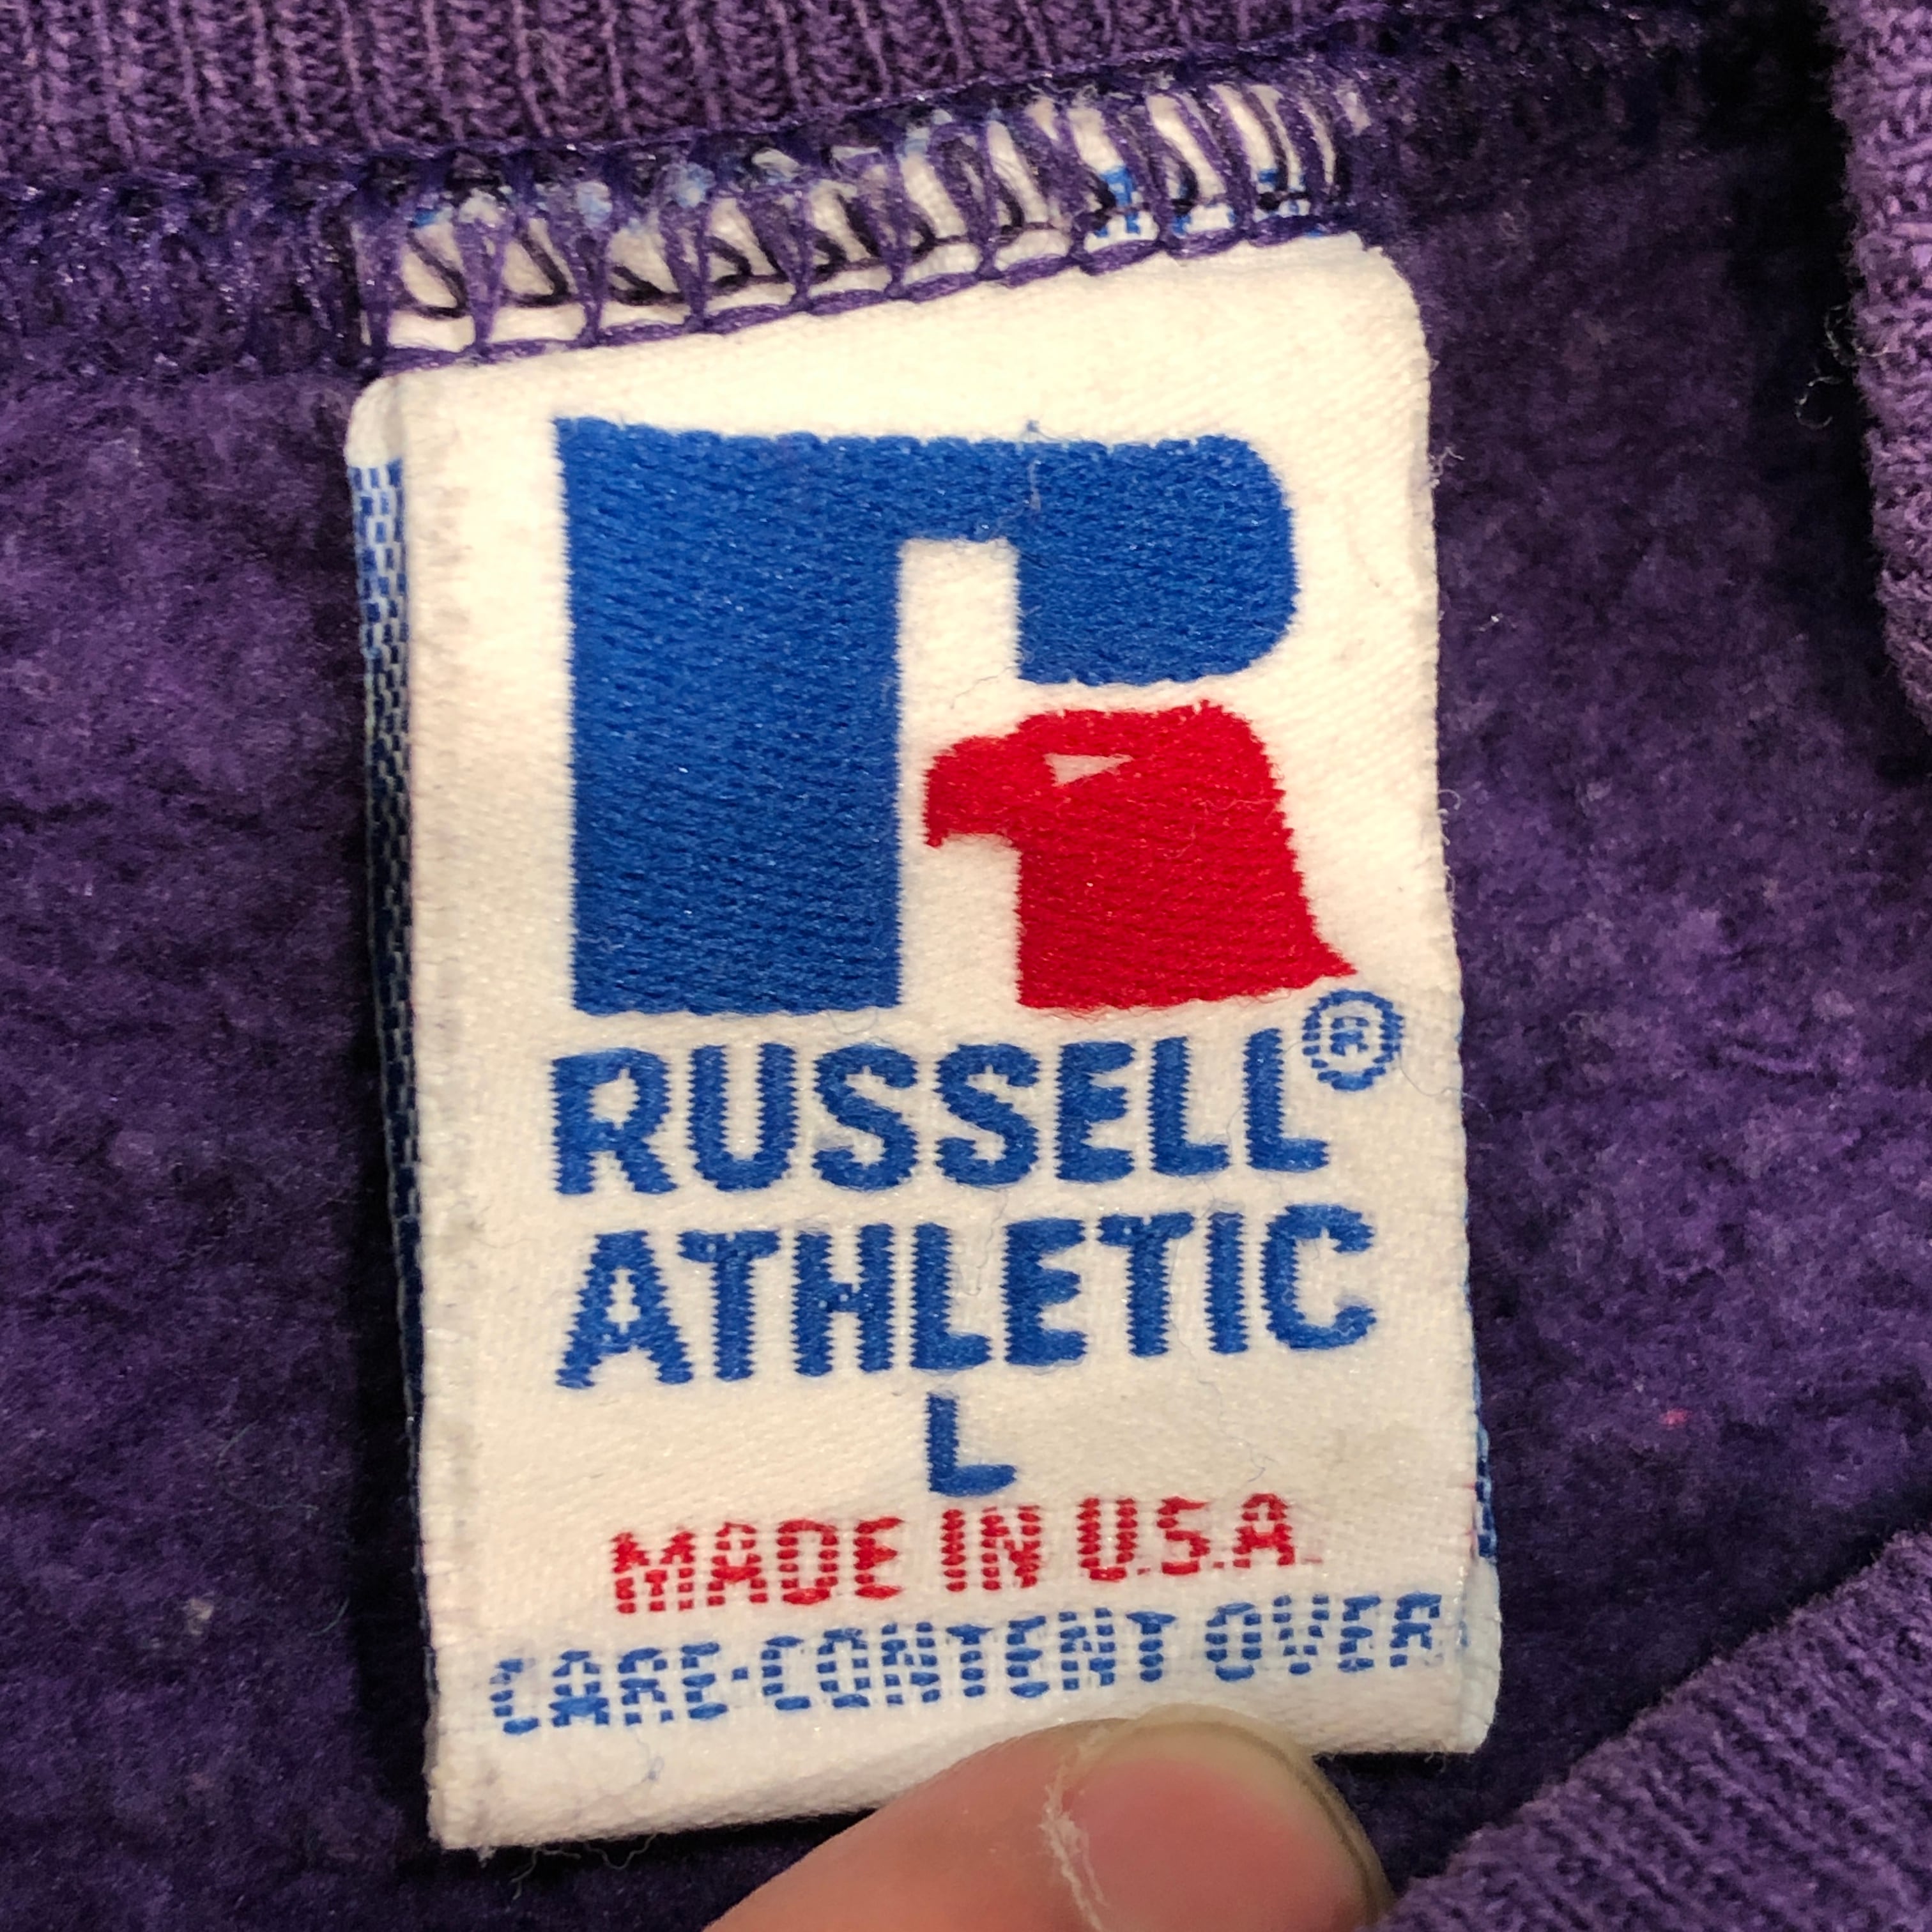 RUSSELL®
ATHLETIC
L
MADE IN U.S.A.
CARE·CONTENT OVER